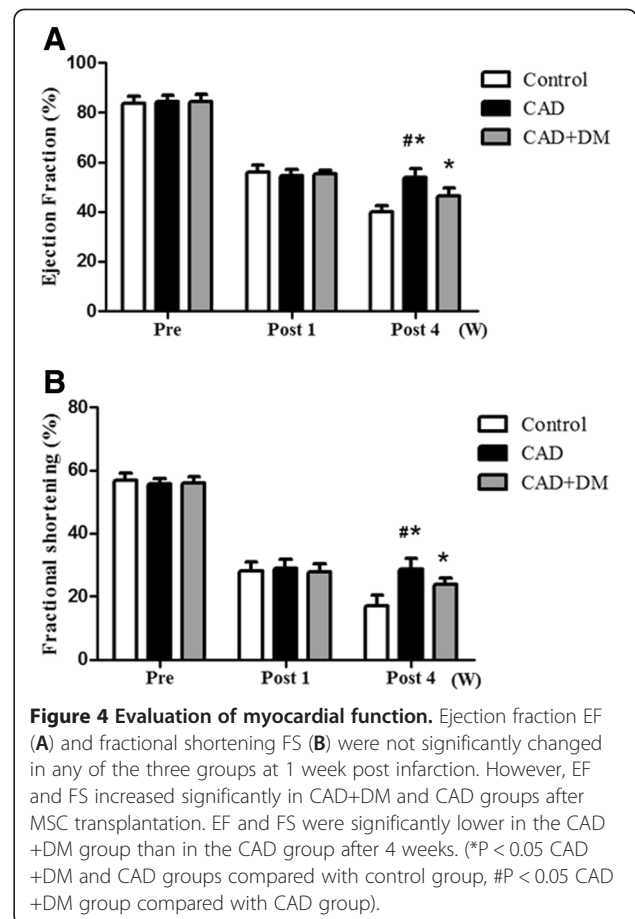 A
Ejection Fraction (%)
100
80
60
40
20
0
Control
CAD
CAD+DM
#*
*
Pre Post 1 Post 4 (W)
B
Fractional shortening (%)
80
60
40
20
0
Control
CAD
CAD+DM
#*
*
Pre Post 1 Post 4 (W)
Figure 4 Evaluation of myocardial function. Ejection fraction EF
(A) and fractional shortening FS (B) were not significantly changed
in any of the three groups at 1 week post infarction. However, EF
and FS increased significantly in CAD+DM and CAD groups after
MSC transplantation. EF and FS were significantly lower in the CAD
+DM group than in the CAD group after 4 weeks. (*P < 0.05 CAD
+DM and CAD groups compared with control group, #P < 0.05 CAD
+DM group compared with CAD group).